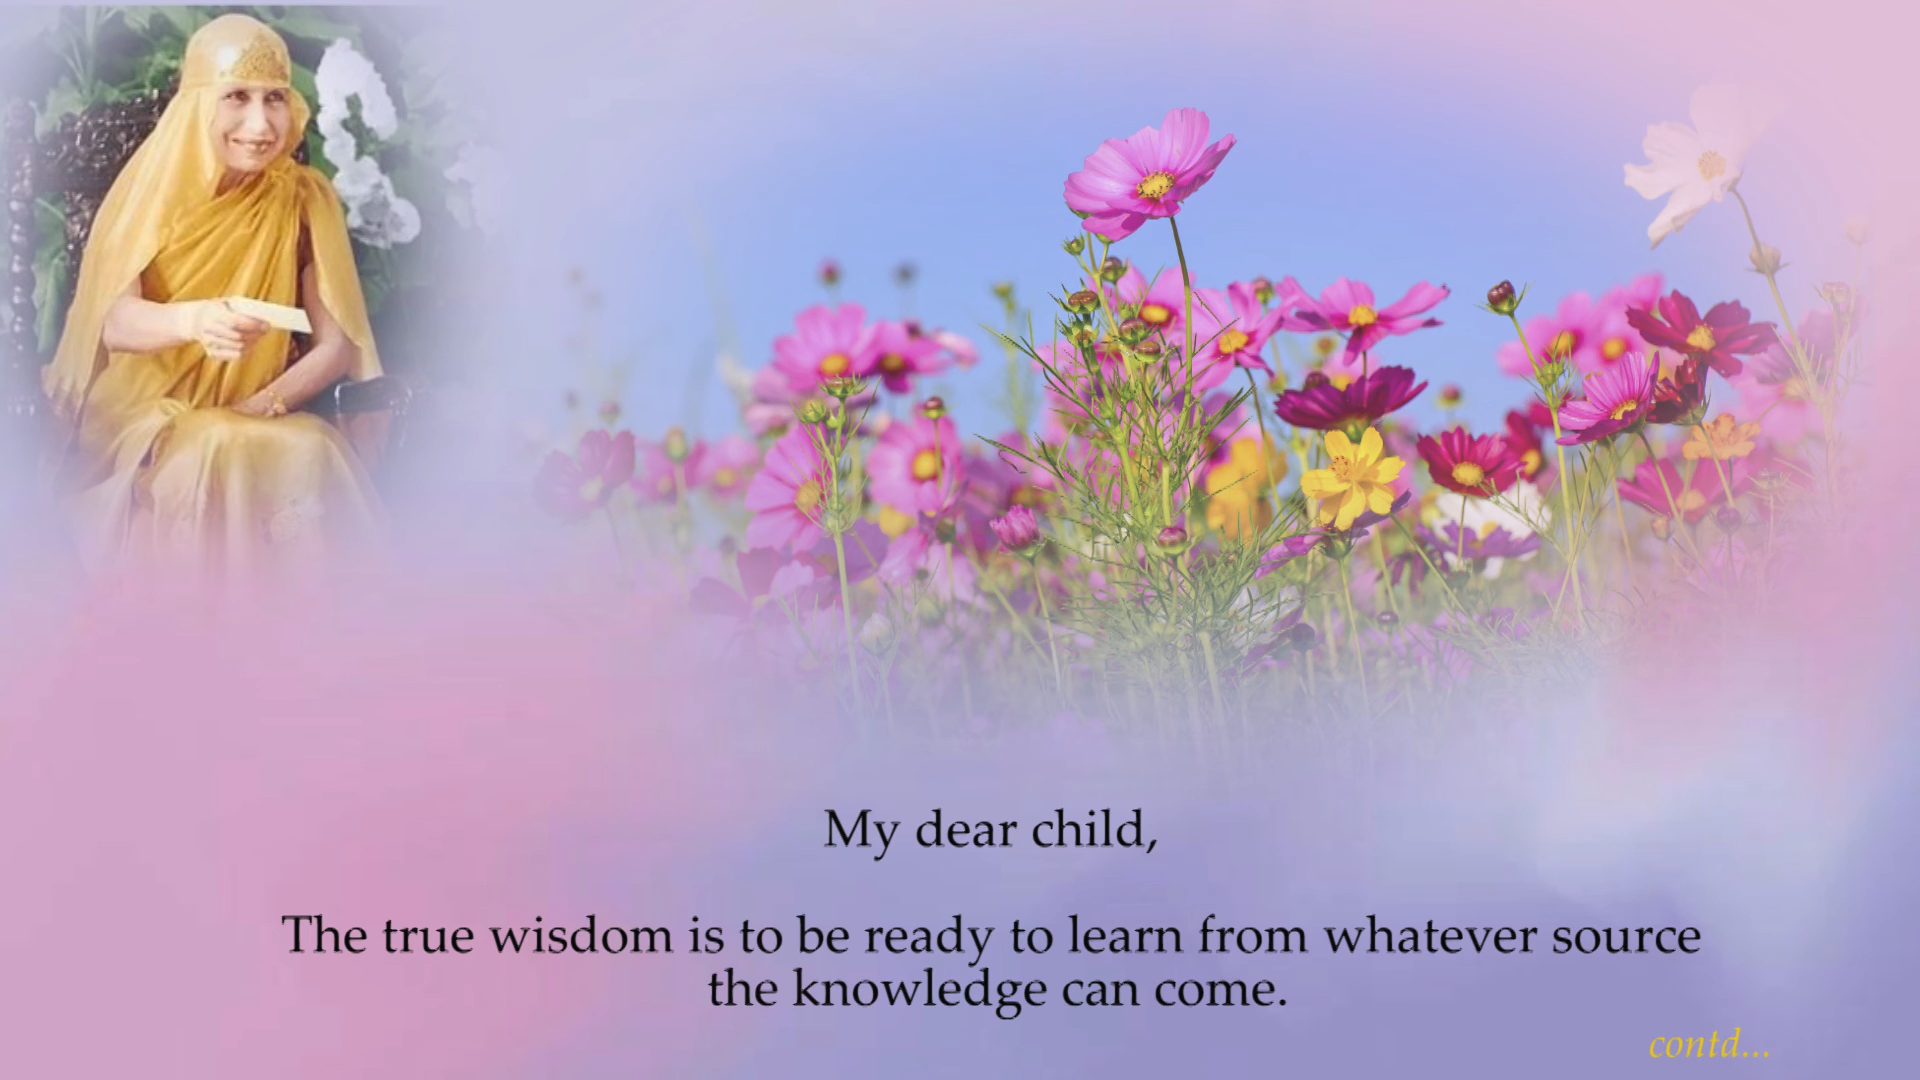 My dear child,
The true wisdom is to be ready to learn from whatever source
the knowledge can come.
contd...